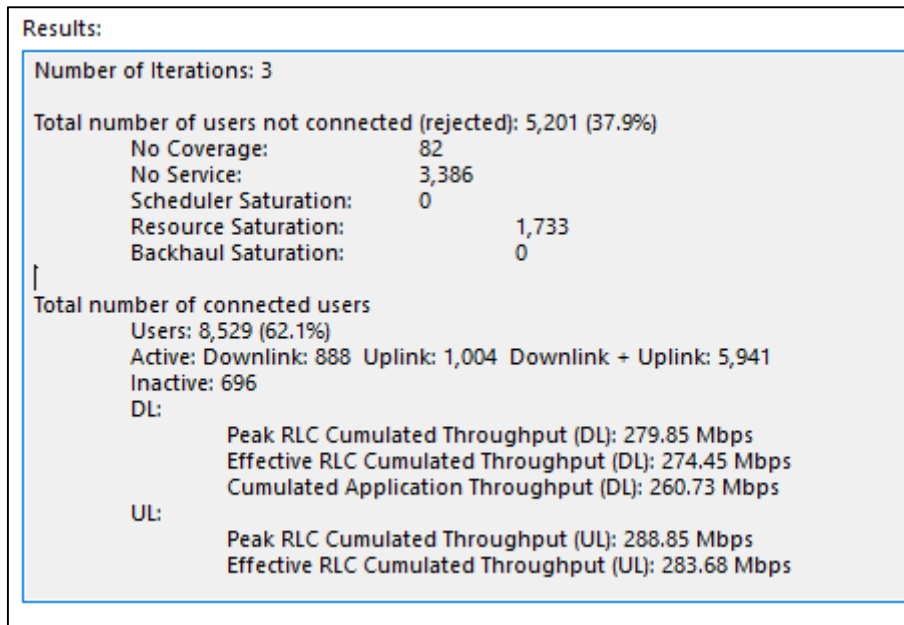 Results:
Number of Iterations: 3
Total number of users not connected (rejected): 5,201 (37.9%)
No Coverage: 82
No Service: 3,386
Scheduler Saturation: 0
Resource Saturation: 1,733
Backhaul Saturation: 0
Total number of connected users
Users: 8,529 (62.1%)
Active: Downlink: 888 Uplink: 1,004 Downlink + Uplink: 5,941
Inactive: 696
DL:
Peak RLC Cumulated Throughput (DL): 279.85 Mbps
Effective RLC Cumulated Throughput (DL): 274.45 Mbps
Cumulated Application Throughput (DL): 260.73 Mbps
UL:
Peak RLC Cumulated Throughput (UL): 288.85 Mbps
Effective RLC Cumulated Throughput (UL): 283.68 Mbps